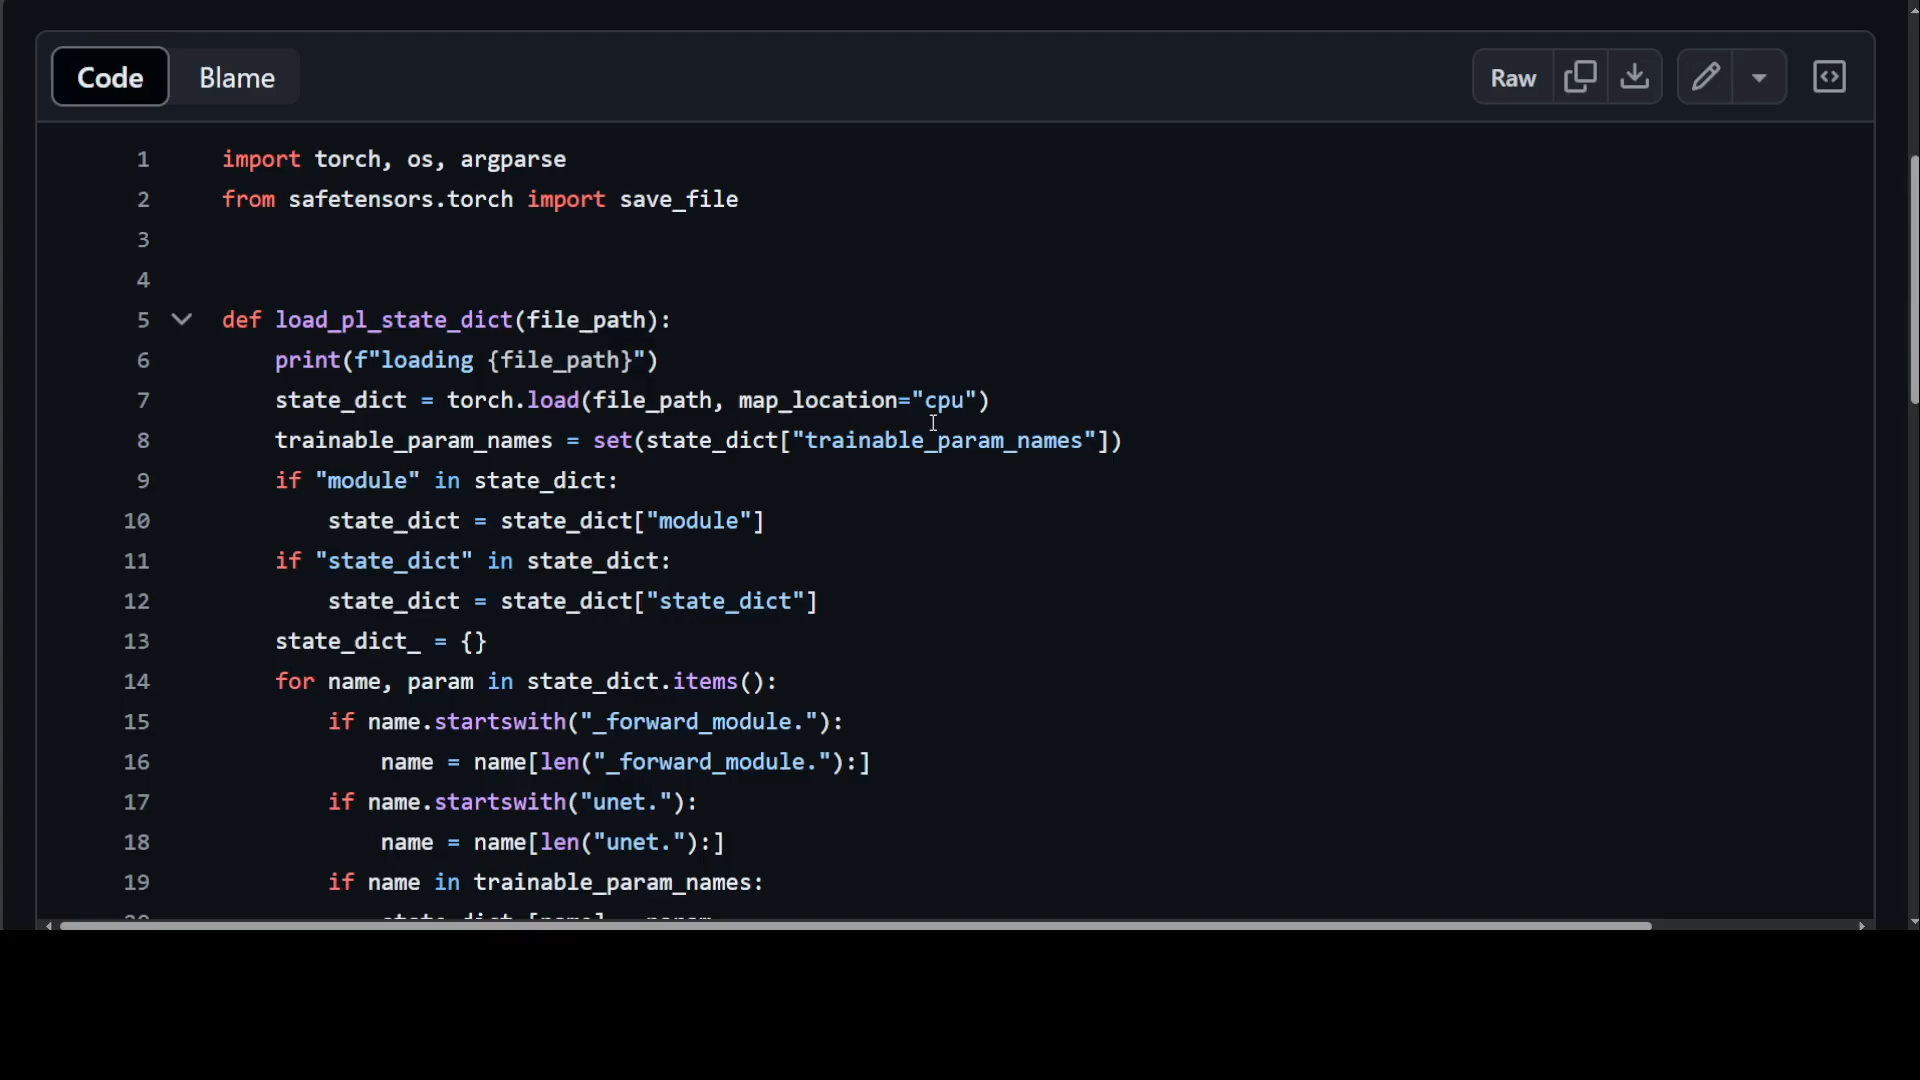 Code Blame Raw
1 import torch, os, argparse
2 from safetensors.torch import save_file
3
4
5 def load_pl_state_dict(file_path):
6     print(f"loading {file_path}")
7     state_dict = torch.load(file_path, map_location="cpu")
8     trainable_param_names = set(state_dict["trainable_param_names"])
9     if "module" in state_dict:
10         state_dict = state_dict["module"]
11     if "state_dict" in state_dict:
12         state_dict = state_dict["state_dict"]
13     state_dict_ = {}
14     for name, param in state_dict.items():
15         if name.startswith("_forward_module."):
16             name = name[len("_forward_module."):]
17         if name.startswith("unet."):
18             name = name[len("unet."):]
19         if name in trainable_param_names: